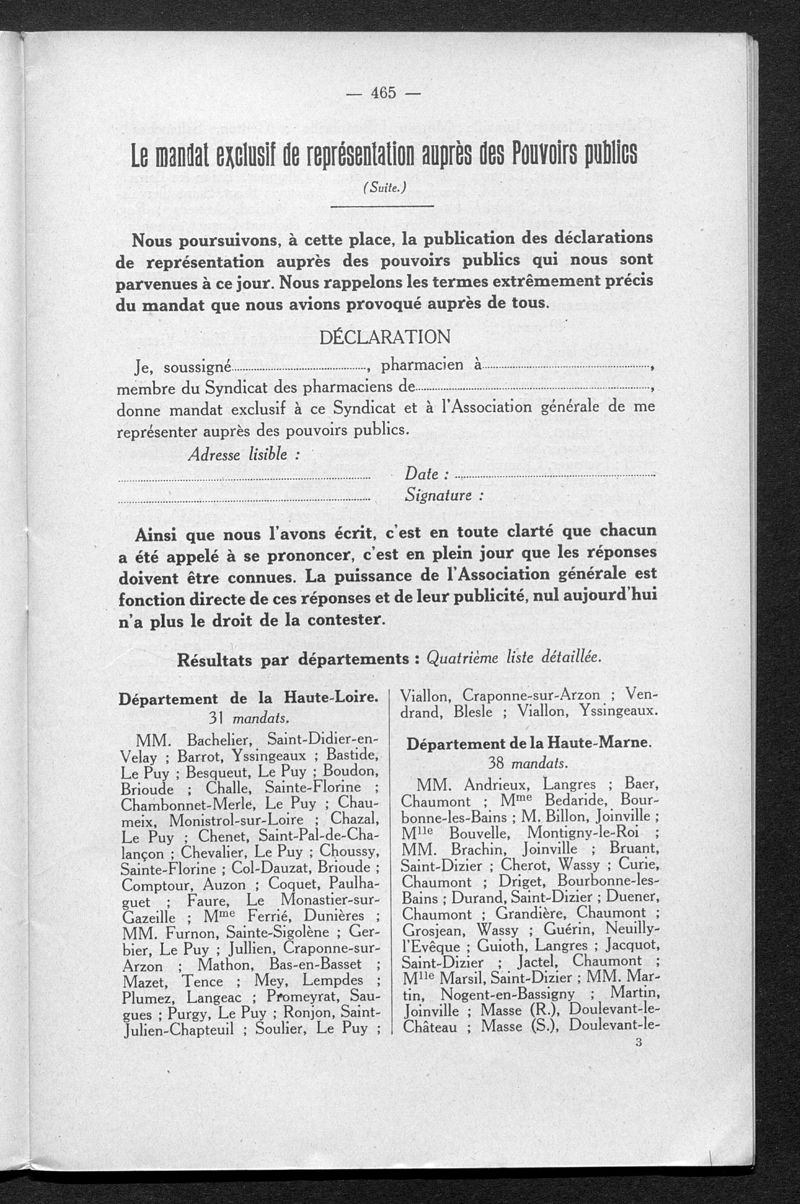 — 465 —
Le mandat exclusif de représentation auprès des Pouvoirs publics
(Suite.)
Nous poursuivons, à cette place, la publication des déclarations
de représentation auprès des pouvoirs publics qui nous sont
parvenues à ce jour. Nous rappelons les termes extrêmement précis
du mandat que nous avions provoqué auprès de tous.
DÉCLARATION
Je, soussigné..............................., pharmacien à.......................................,
membre du Syndicat des pharmaciens de.......................................................,
donne mandat exclusif à ce Syndicat et à l'Association générale de me
représenter auprès des pouvoirs publics.
Adresse lisible :
Date : ...............................................
Signature :
Ainsi que nous l'avons écrit, c'est en toute clarté que chacun
a été appelé à se prononcer, c'est en plein jour que les réponses
doivent être connues. La puissance de l'Association générale est
fonction directe de ces réponses et de leur publicité, nul aujourd'hui
n'a plus le droit de la contester.
Résultats par départements : Quatrième liste détaillée.
Département de la Haute-Loire.
31 mandats.
MM. Bachelier, Saint-Didier-en-
Velay ; Barrot, Yssingeaux ; Bastide,
Le Puy ; Besqueut, Le Puy ; Boudon,
Brioude ; Challe, Sainte-Florine ;
Chambonnet-Merle, Le Puy ; Chau-
meix, Monistrol-sur-Loire ; Chazal,
Le Puy ; Chenet, Saint-Pal-de-Cha-
lançon ; Chevalier, Le Puy ; Choussy,
Sainte-Florine ; Col-Dauzat, Brioude ;
Comptour, Auzon ; Coquet, Paulha-
guet ; Faure, Le Monastier-sur-
Gazeille ; Mme Ferrié, Dunières ;
MM. Furnon, Sainte-Sigolène ; Ger-
bier, Le Puy ; Jullien, Craponne-sur-
Arzon ; Mathon, Bas-en-Basset ;
Mazet, Tence ; Mey, Lempdes ;
Plumez, Langeac ; Promeyrat, Sau-
gues ; Purgy, Le Puy ; Ronjon, Saint-
Julien-Chapteuil ; Soulier, Le Puy ;
Viallon, Craponne-sur-Arzon ; Ven-
drand, Blesle ; Viallon, Yssingeaux.
Département de la Haute-Marne.
38 mandats.
MM. Andrieux, Langres ; Baer,
Chaumont ; Mme Bedaride, Bour-
bonne-les-Bains ; M. Billon, Joinville ;
Mlle Bouvelle, Montigny-le-Roi ;
MM. Brachin, Joinville ; Bruant,
Saint-Dizier ; Cherot, Wassy ; Curie,
Chaumont ; Driget, Bourbonne-les-
Bains ; Durand, Saint-Dizier ; Duener,
Chaumont ; Grandière, Chaumont ;
Grosjean, Wassy ; Guérin, Neuilly-
l'Evêque ; Guioth, Langres ; Jacquot,
Saint-Dizier ; Jactel, Chaumont ;
Mlle Marsil, Saint-Dizier ; MM. Mar-
tin, Nogent-en-Bassigny ; Martin,
Joinville ; Masse (R.), Doulevant-le-
Château ; Masse (S.), Doulevant-le-
3